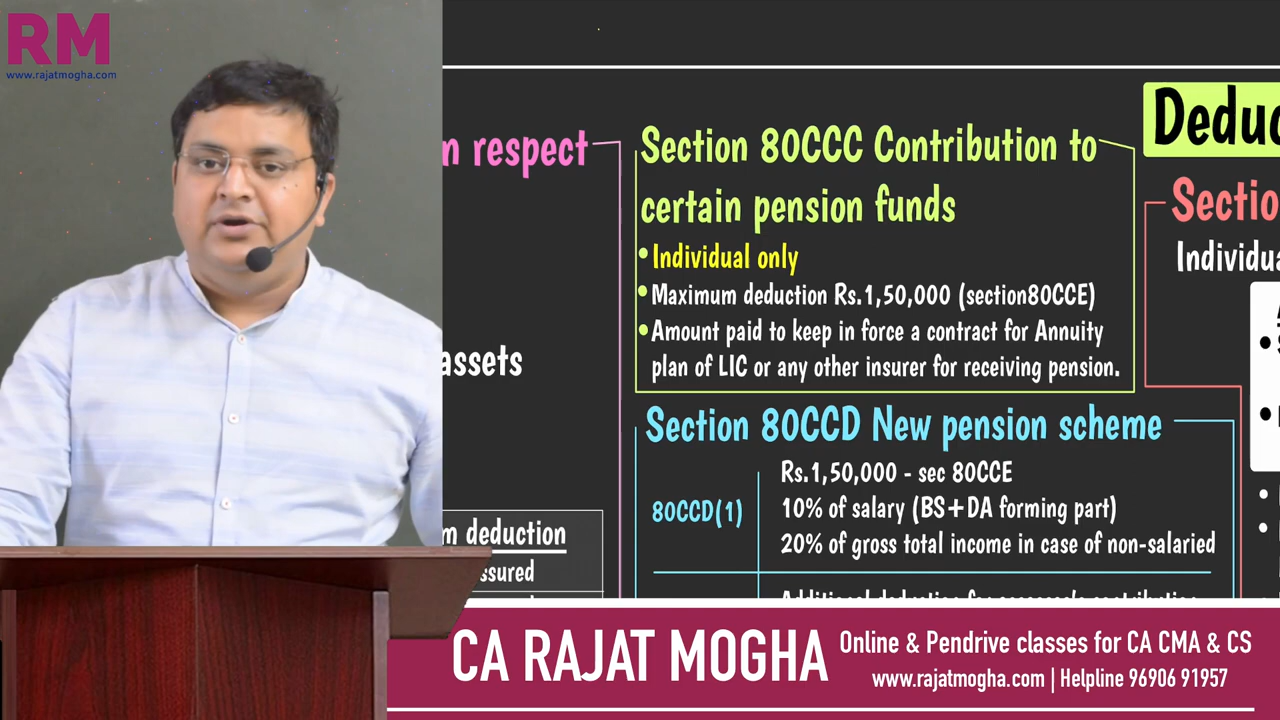 RM
www.rajatmogha.com
n respect
assets
m deduction
ssured
Section 80CCC Contribution to
certain pension funds
•Individual only
•Maximum deduction Rs.1,50,000 (section80CCE)
•Amount paid to keep in force a contract for Annuity
plan of LIC or any other insurer for receiving pension.
Section 80CCD New pension scheme
80CCD(1)
Rs.1,50,000 - sec 80CCE
10% of salary (BS+DA forming part)
20% of gross total income in case of non-salaried
Deduc
Sectio
Individua
CA RAJAT MOGHA
Online & Pendrive classes for CA CMA & CS
www.rajatmogha.com | Helpline 96906 91957